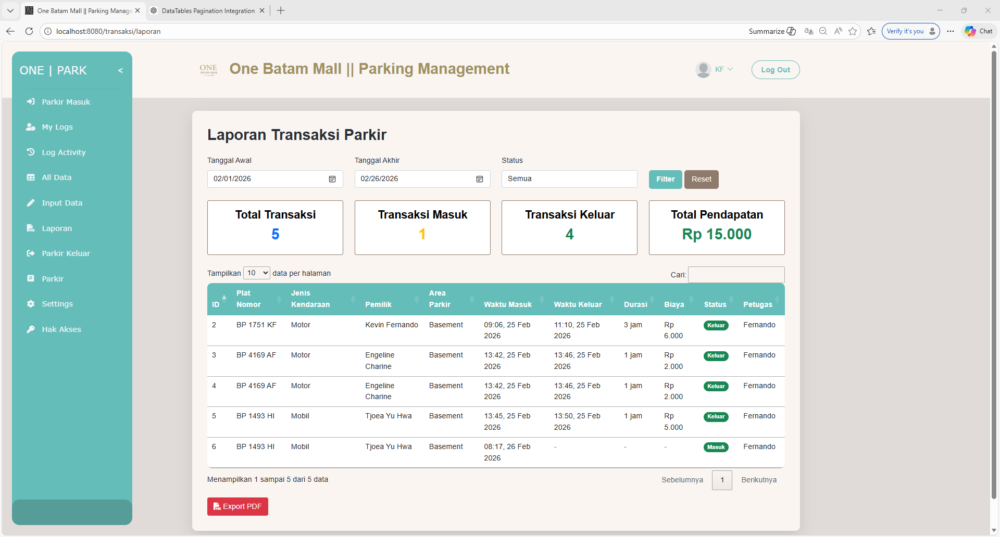 One Batam Mall || Parking Manage
DataTables Pagination Integration
localhost:8080/transaksi/laporan
Summarize
Verify it's you
Chat
ONE | PARK <
ONE
BATAM MALL
One Batam Mall || Parking Management
KF
Log Out
Parkir Masuk
My Logs
Log Activity
All Data
Input Data
Laporan
Parkir Keluar
Parkir
Settings
Hak Akses
Laporan Transaksi Parkir
Tanggal Awal Tanggal Akhir Status
02/01/2026 02/26/2026 Semua Filter Reset
Total Transaksi Transaksi Masuk Transaksi Keluar Total Pendapatan
5 1 4 Rp 15.000
Tampilkan 10 data per halaman Cari:
ID Plat Nomor Jenis Kendaraan Pemilik Area Parkir Waktu Masuk Waktu Keluar Durasi Biaya Status Petugas
2 BP 1751 KF Motor Kevin Fernando Basement 09:06, 25 Feb 2026 11:10, 25 Feb 2026 3 jam Rp 6.000 Keluar Fernando
3 BP 4169 AF Motor Engeline Charine Basement 13:42, 25 Feb 2026 13:46, 25 Feb 2026 1 jam Rp 2.000 Keluar Fernando
4 BP 4169 AF Motor Engeline Charine Basement 13:42, 25 Feb 2026 13:46, 25 Feb 2026 1 jam Rp 2.000 Keluar Fernando
5 BP 1493 HI Mobil Tjoea Yu Hwa Basement 13:45, 25 Feb 2026 13:50, 25 Feb 2026 1 jam Rp 5.000 Keluar Fernando
6 BP 1493 HI Mobil Tjoea Yu Hwa Basement 08:17, 26 Feb 2026 - - - Masuk Fernando
Menampilkan 1 sampai 5 dari 5 data
Sebelumnya 1 Berikutnya
Export PDF